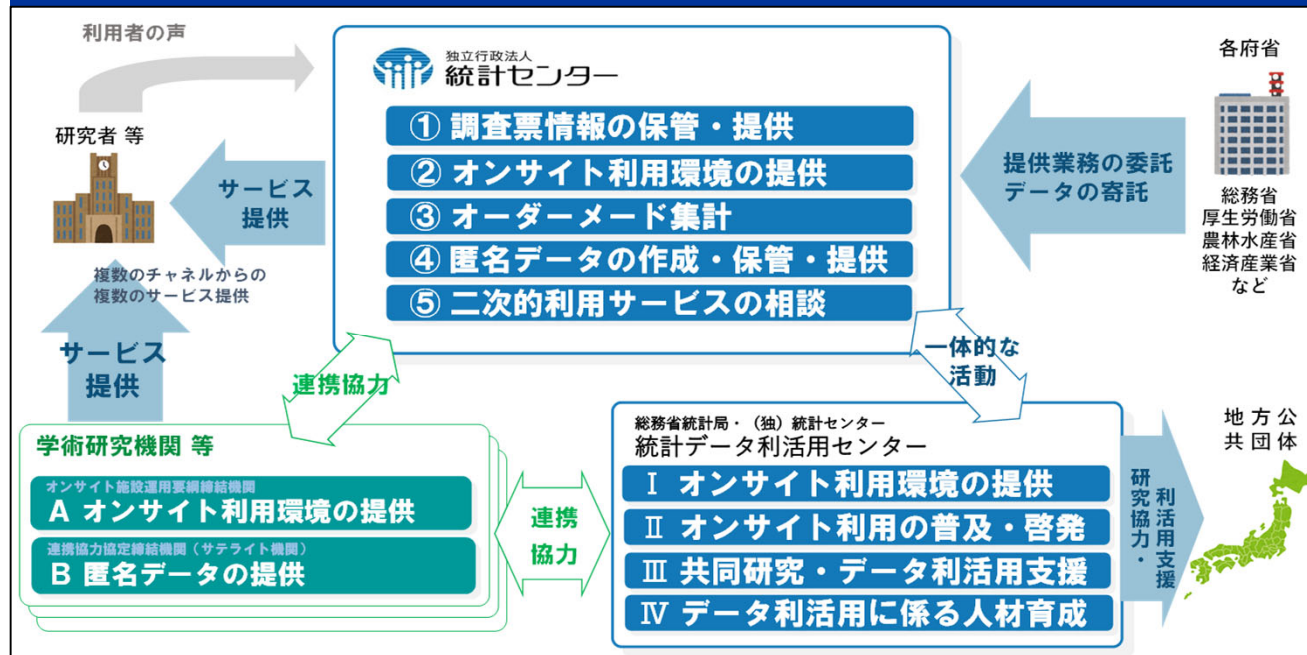 利用者の声
研究者 等
サービス
提供
複数のチャネルからの
複数のサービス提供
サービス
提供
独立行政法人
統計センター
① 調査票情報の保管・提供
② オンサイト利用環境の提供
③ オーダーメード集計
④ 匿名データの作成・保管・提供
⑤ 二次的利用サービスの相談
提供業務の委託
データの寄託
各府省
総務省
厚生労働省
農林水産省
経済産業省
など
連携協力
一体的な
活動
学術研究機関 等
オンサイト施設運用要綱締結機関
A オンサイト利用環境の提供
連携協力協定締結機関（サテライト機関）
B 匿名データの提供
連携
協力
総務省統計局・（独）統計センター
統計データ利活用センター
Ⅰ オンサイト利用環境の提供
Ⅱ オンサイト利用の普及・啓発
Ⅲ 共同研究・データ利活用支援
Ⅳ データ利活用に係る人材育成
研究協力・
利活用支援
地方公
共団体